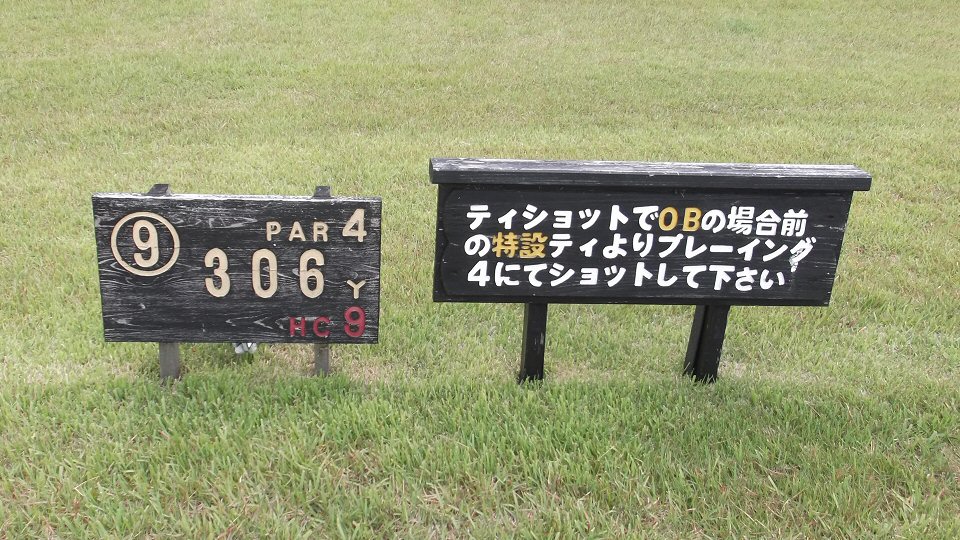 ⑨ PAR 4
306 Y
HC 9
ティショットでOBの場合前
の特設ティよりプレーイング
4にてショットして下さい